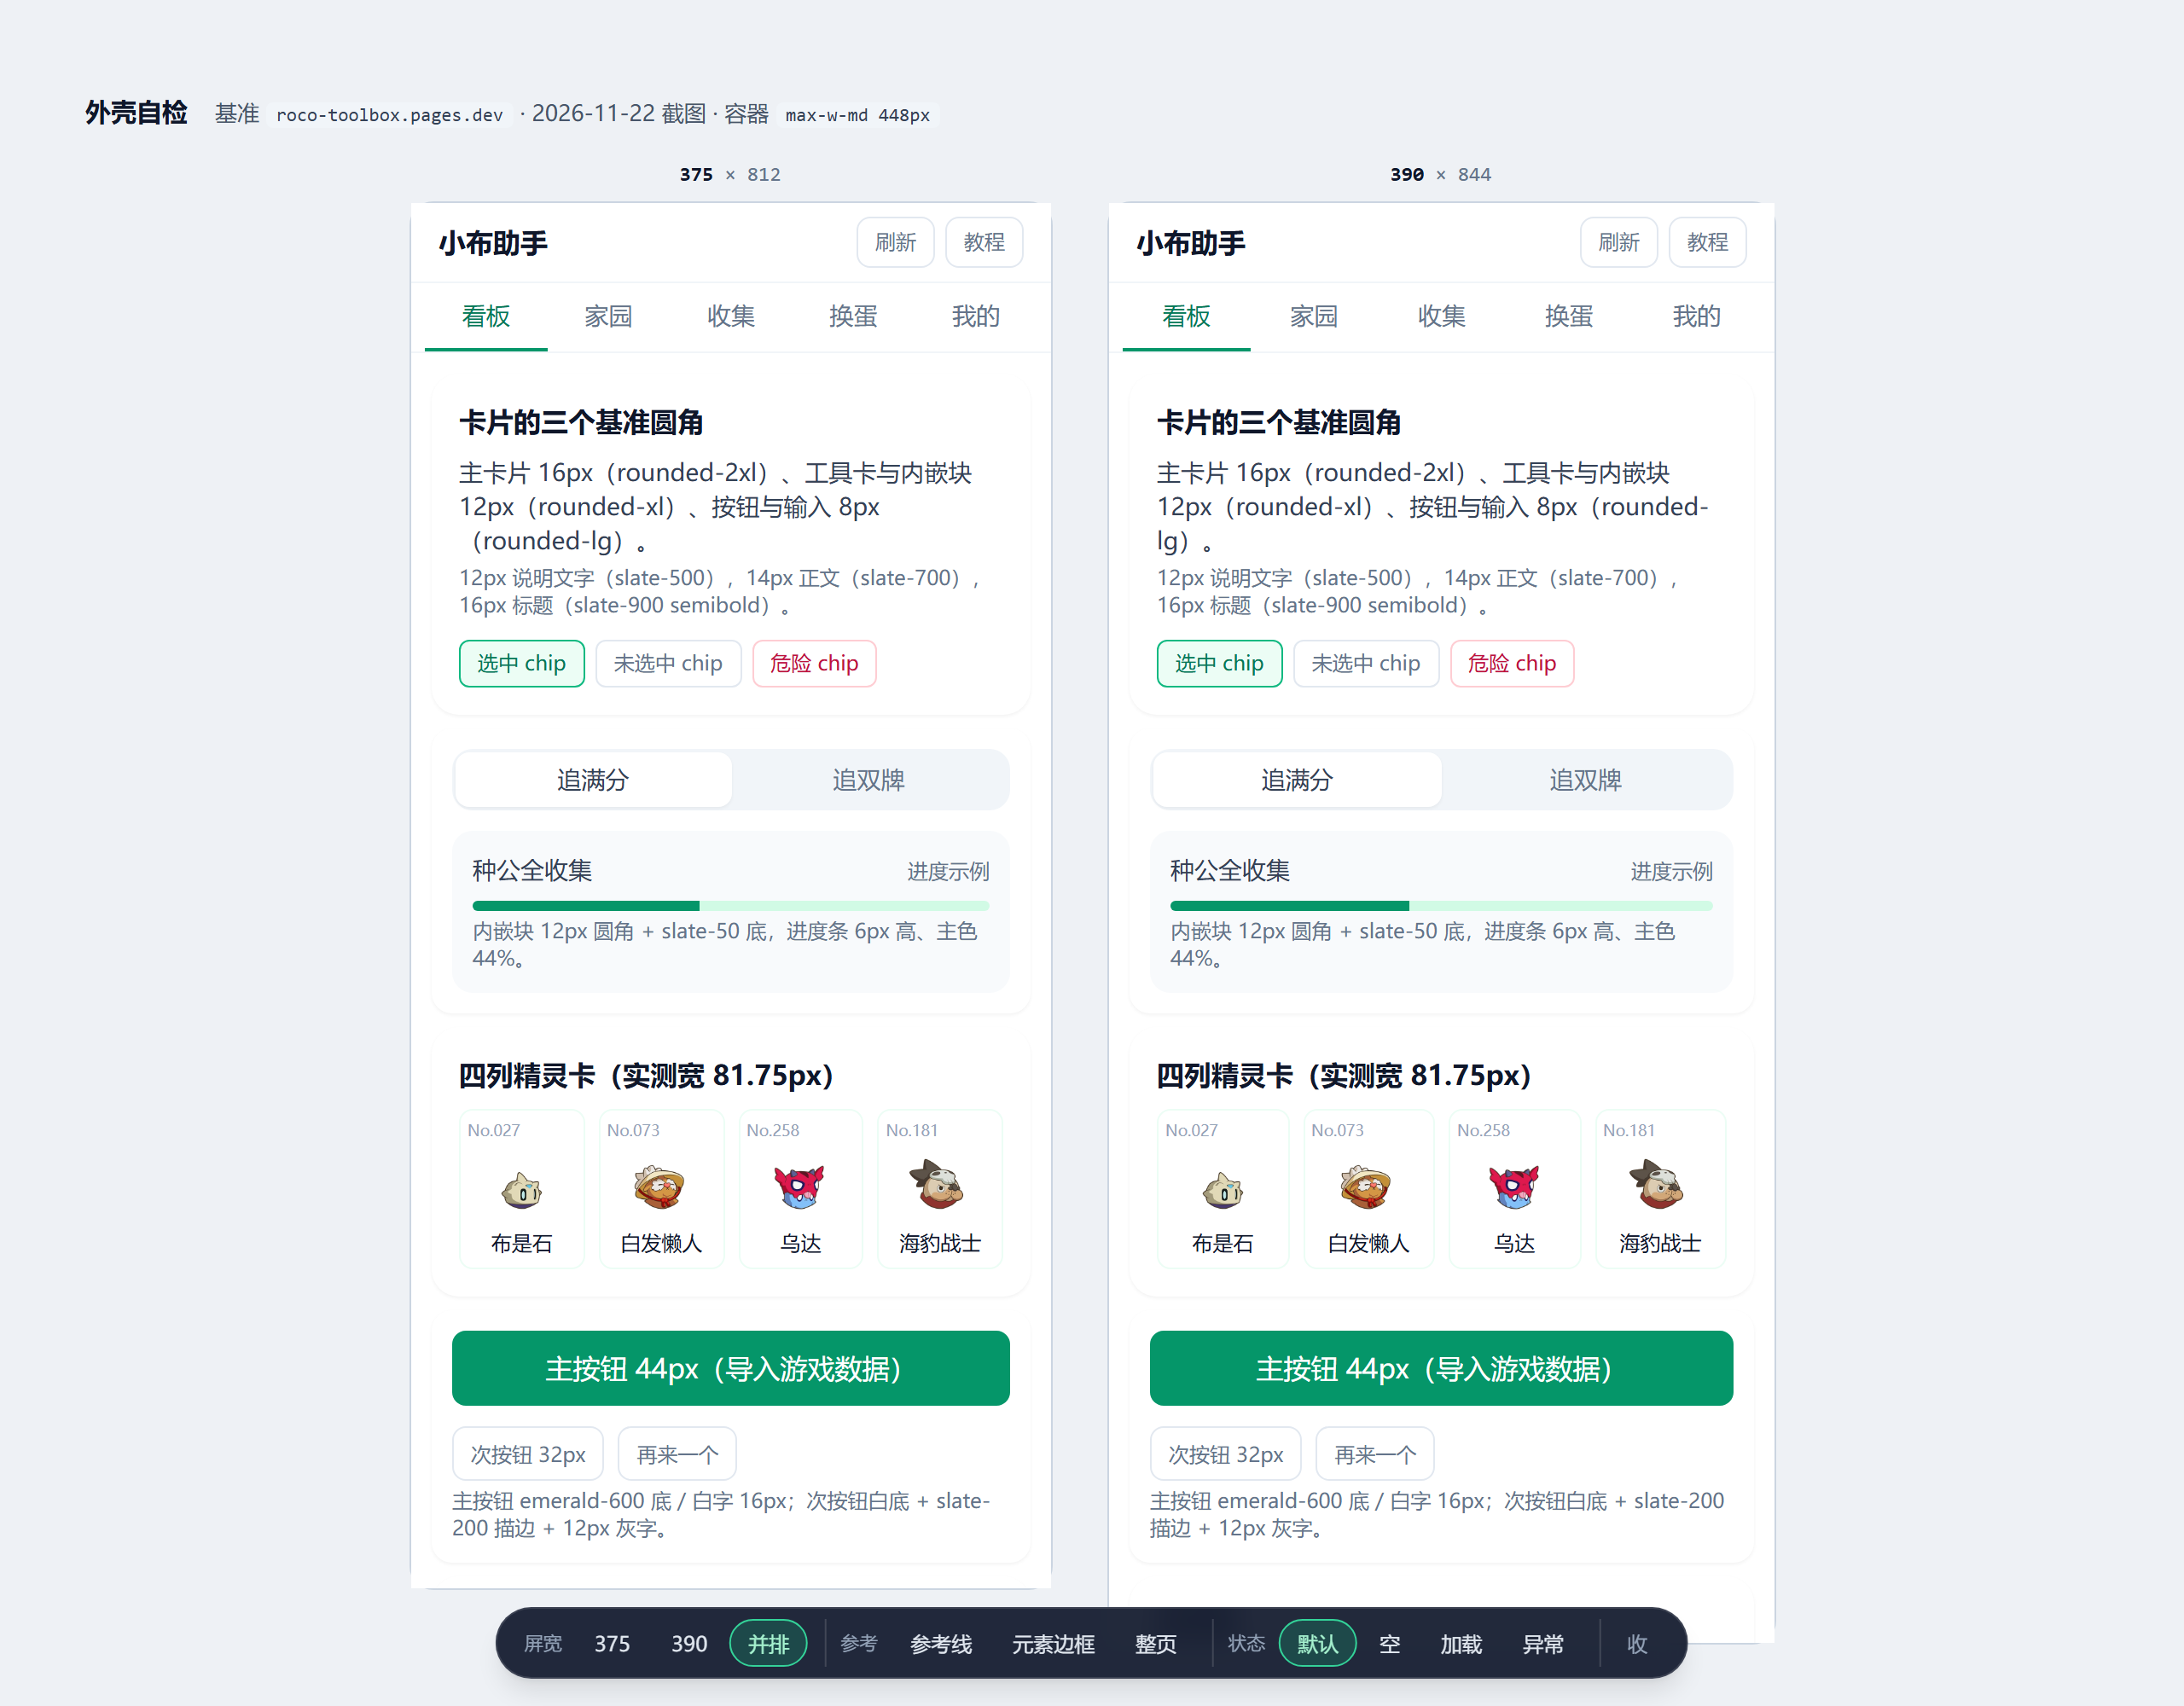 外壳自检 基准 roco-toolbox.pages.dev · 2026-11-22 截图 · 容器 max-w-md 448px
375 × 812
小布助手 刷新 教程
看板 家园 收集 换蛋 我的
卡片的三个基准圆角
主卡片 16px（rounded-2xl）、工具卡与内嵌块
12px（rounded-xl）、按钮与输入 8px
（rounded-lg）。
12px 说明文字（slate-500），14px 正文（slate-700），
16px 标题（slate-900 semibold）。
选中 chip 未选中 chip 危险 chip
追满分 追双牌
种公全收集 进度示例
内嵌块 12px 圆角 + slate-50 底，进度条 6px 高、主色
44%。
四列精灵卡（实测宽 81.75px）
No.027 No.073 No.258 No.181
布是石 白发懒人 乌达 海豹战士
主按钮 44px（导入游戏数据）
次按钮 32px 再来一个
主按钮 emerald-600 底 / 白字 16px；次按钮白底 + slate-
200 描边 + 12px 灰字。
390 × 844
小布助手 刷新 教程
看板 家园 收集 换蛋 我的
卡片的三个基准圆角
主卡片 16px（rounded-2xl）、工具卡与内嵌块
12px（rounded-xl）、按钮与输入 8px（rounded-
lg）。
12px 说明文字（slate-500），14px 正文（slate-700），
16px 标题（slate-900 semibold）。
选中 chip 未选中 chip 危险 chip
追满分 追双牌
种公全收集 进度示例
内嵌块 12px 圆角 + slate-50 底，进度条 6px 高、主色
44%。
四列精灵卡（实测宽 81.75px）
No.027 No.073 No.258 No.181
布是石 白发懒人 乌达 海豹战士
主按钮 44px（导入游戏数据）
次按钮 32px 再来一个
主按钮 emerald-600 底 / 白字 16px；次按钮白底 + slate-200
描边 + 12px 灰字。
屏宽 375 390 并排 参考 参考线 元素边框 整页 状态 默认 空 加载 异常 收